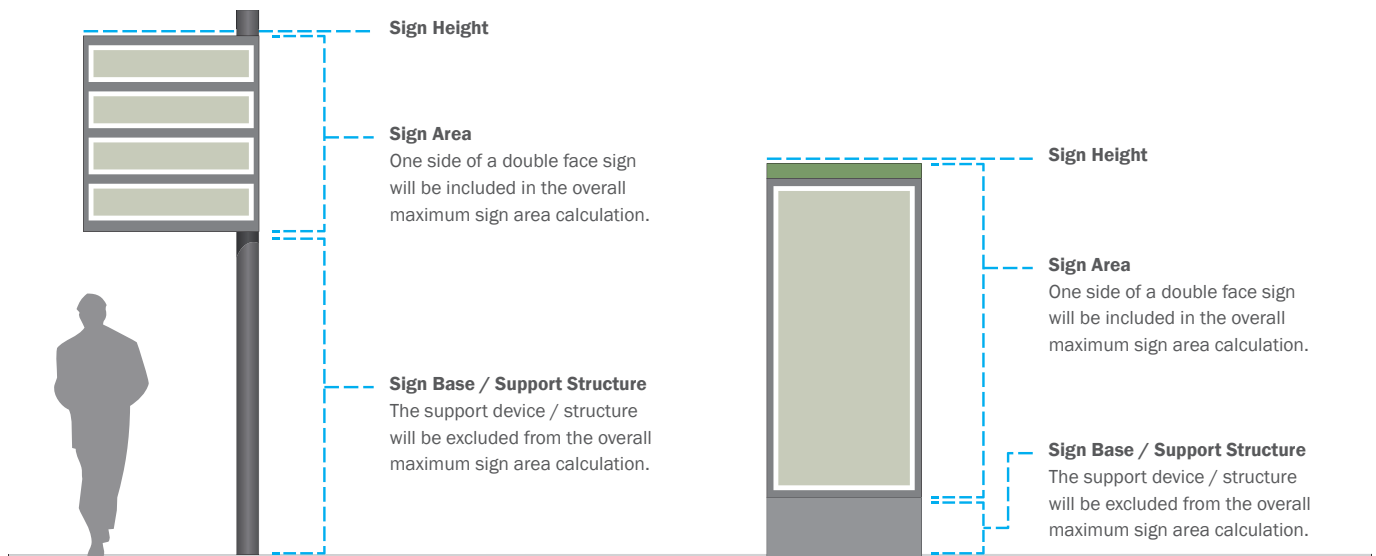 Sign Height
Sign Area
One side of a double face sign
will be included in the overall
maximum sign area calculation.
Sign Base / Support Structure
The support device / structure
will be excluded from the overall
maximum sign area calculation.
Sign Height
Sign Area
One side of a double face sign
will be included in the overall
maximum sign area calculation.
Sign Base / Support Structure
The support device / structure
will be excluded from the overall
maximum sign area calculation.